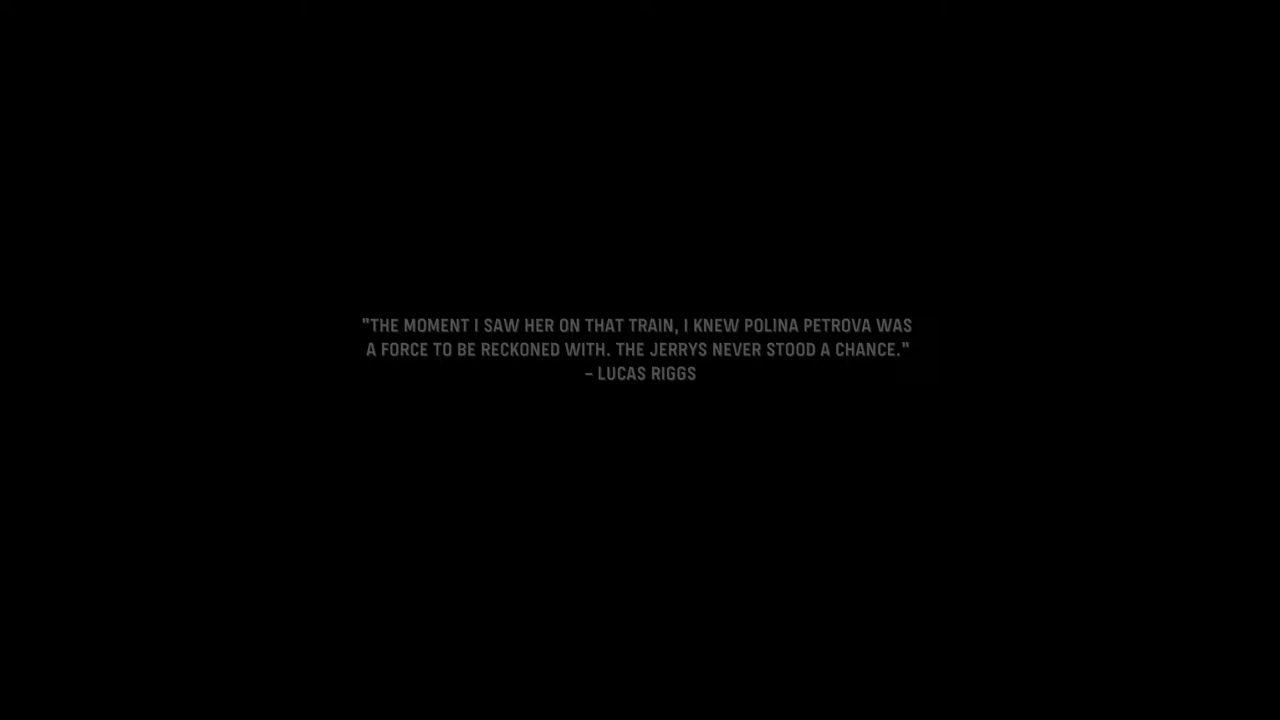 "THE MOMENT I SAW HER ON THAT TRAIN, I KNEW POLINA PETROVA WAS
A FORCE TO BE RECKONED WITH. THE JERRYS NEVER STOOD A CHANCE."
– LUCAS RIGGS